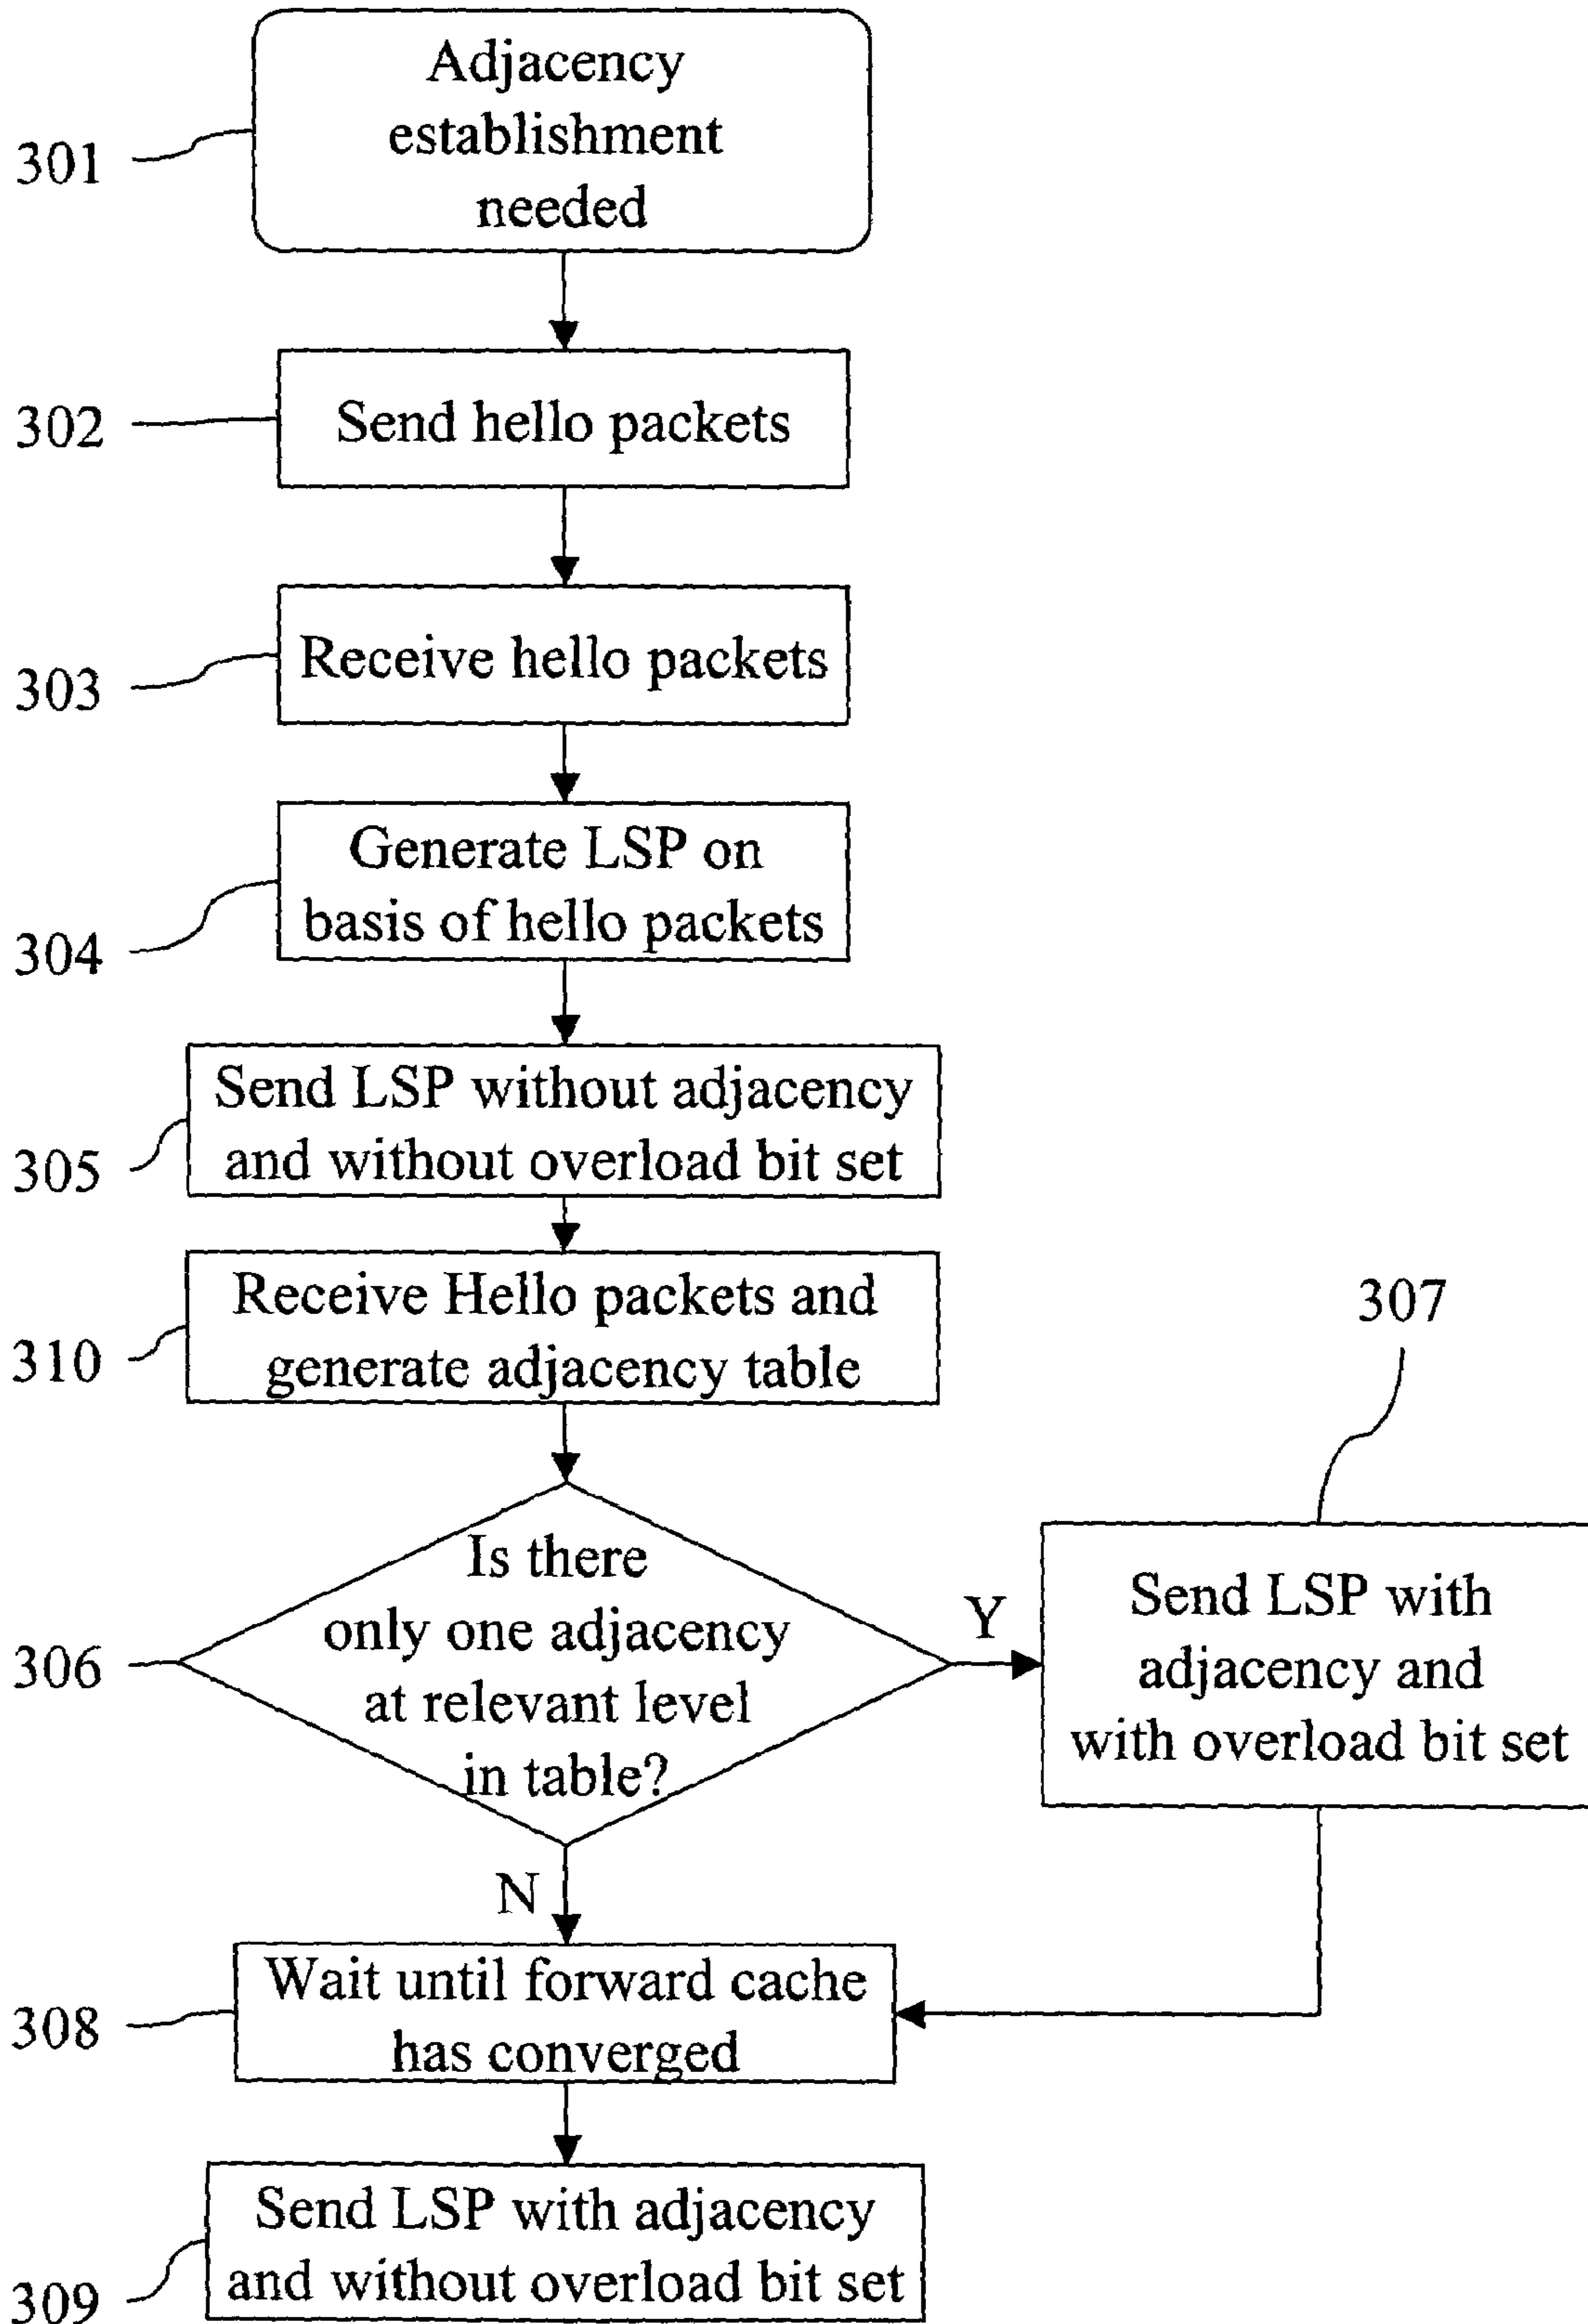 Adjacency
establishment
needed
301
Send hello packets
302
Receive hello packets
303
Generate LSP on
basis of hello packets
304
Send LSP without adjacency
and without overload bit set
305
Receive Hello packets and
generate adjacency table
310
307
Is there
only one adjacency
at relevant level
in table?
306
Y
Send LSP with
adjacency and
with overload bit set
N
Wait until forward cache
has converged
308
Send LSP with adjacency
and without overload bit set
309